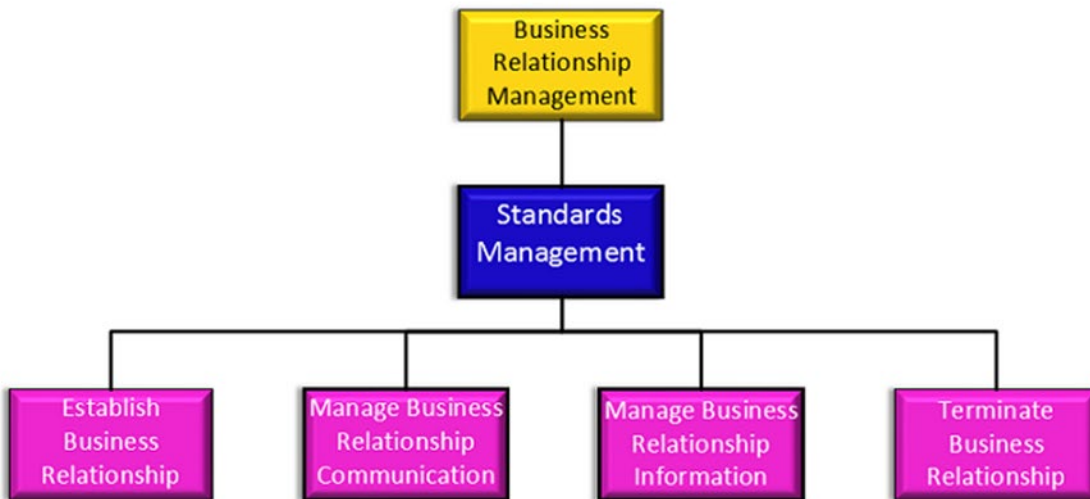 Business
Relationship
Management
Standards
Management
Establish
Business
Relationship
Manage Business
Relationship
Communication
Manage Business
Relationship
Information
Terminate
Business
Relationship